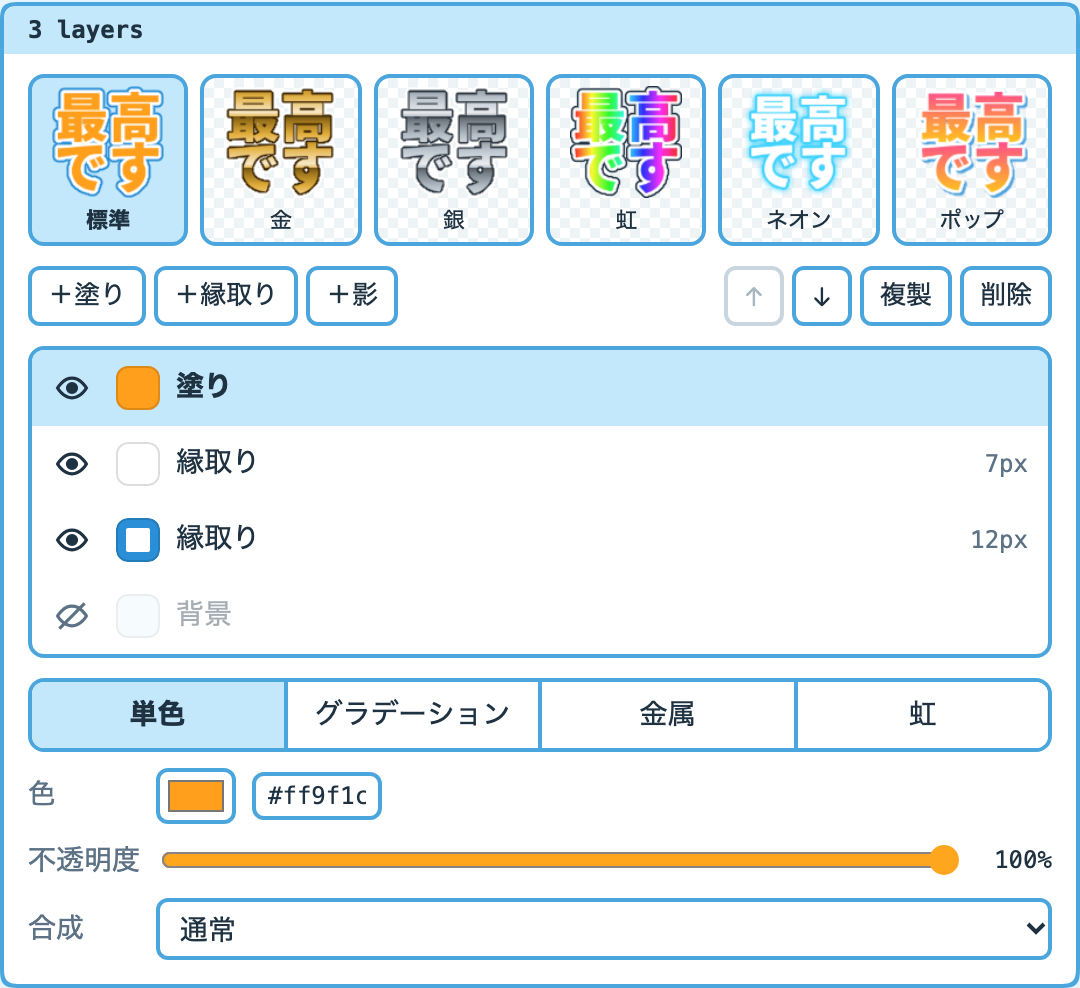 3 layers
最高です 最高です 最高です 最高です 最高です 最高です
標準 金 銀 虹 ネオン ポップ
＋塗り ＋縁取り ＋影 ↑ ↓ 複製 削除
塗り
縁取り 7px
縁取り 12px
背景
単色 グラデーション 金属 虹
色 #ff9f1c
不透明度 100%
合成 通常